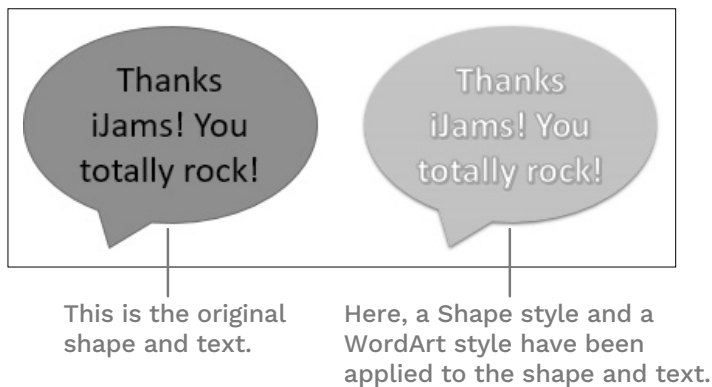 Thanks
iJams! You
totally rock!
Thanks
iJams! You
totally rock!
This is the original
shape and text.
Here, a Shape style and a
WordArt style have been
applied to the shape and text.